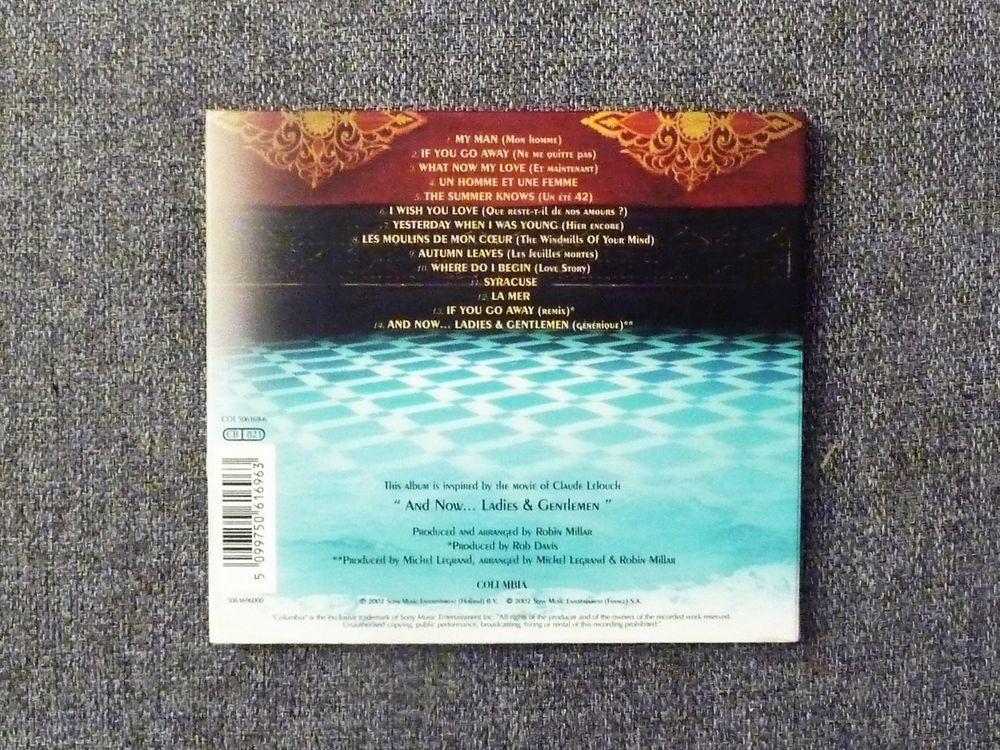 1. MY MAN (Mon homme)
2. IF YOU GO AWAY (Ne me quitte pas)
3. WHAT NOW MY LOVE (Et maintenant)
4. UN HOMME ET UNE FEMME
5. THE SUMMER KNOWS (Un été 42)
6. I WISH YOU LOVE (Que reste-t-il de nos amours ?)
7. YESTERDAY WHEN I WAS YOUNG (Hier encore)
8. LES MOULINS DE MON CŒUR (The Windmills Of Your Mind)
9. AUTUMN LEAVES (Les feuilles mortes)
10. WHERE DO I BEGIN (Love Story)
11. SYRACUSE
12. LA MER
13. IF YOU GO AWAY (remix)*
14. AND NOW... LADIES & GENTLEMEN (générique)**
COL 506169-6
CB 821
5 099750 616963
5061696000
This album is inspired by the movie of Claude Lelouch
“ And Now... Ladies & Gentlemen ”
Produced and arranged by Robin Millar
*Produced by Rob Davis
**Produced by Michel Legrand, arranged by Michel Legrand & Robin Millar
COLUMBIA
℗ 2002 Sony Music Entertainment (Holland) B.V. © 2002 Sony Music Entertainment (France) S.A.
"Columbia" is the exclusive trademark of Sony Music Entertainment Inc. "All rights of the producer and of the owners of the recorded work reserved.
Unauthorised copying, public performance, broadcasting, hiring or rental of this recording prohibited."